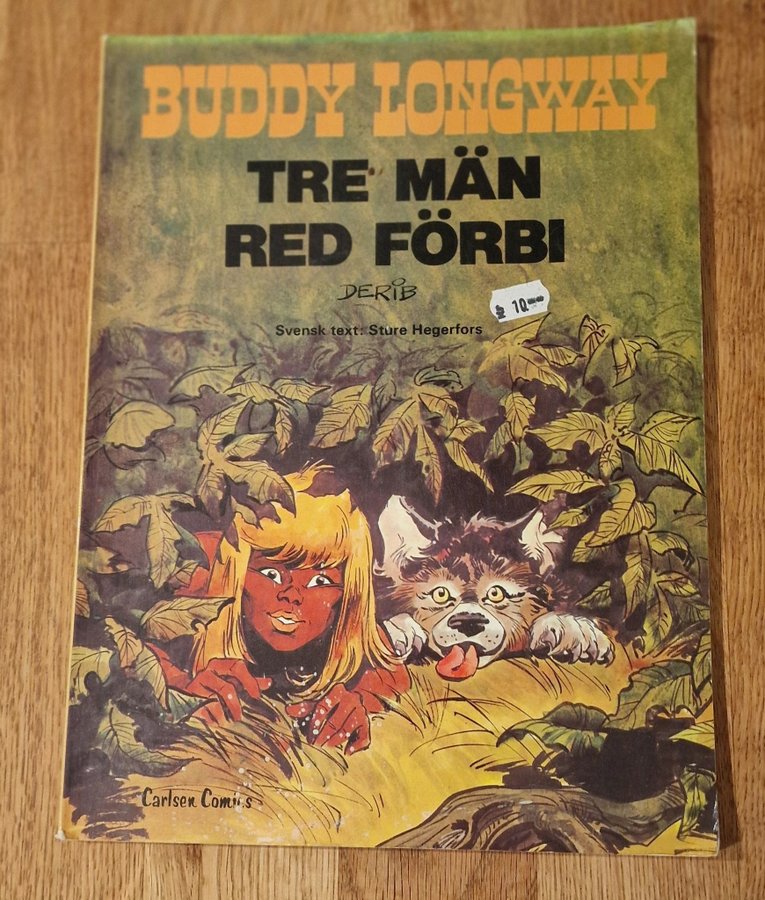 BUDDY LONGWAY
TRE MÄN
RED FÖRBI
DERIB
10
Svensk text: Sture Hegerfors
Carlsen Comics